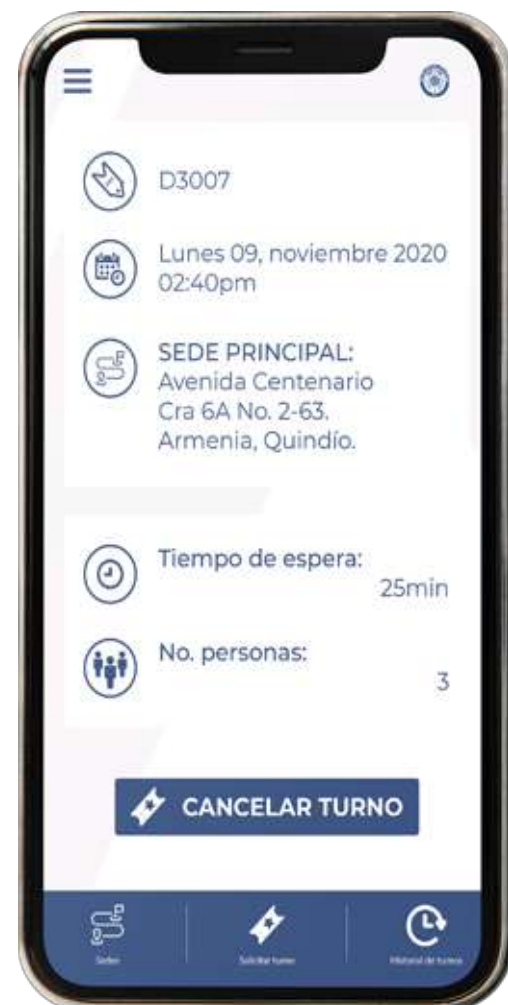 D3007
Lunes 09, noviembre 2020
02:40pm
SEDE PRINCIPAL:
Avenida Centenario
Cra 6A No. 2-63.
Armenia, Quindío.
Tiempo de espera:
25min
No. personas:
3
CANCELAR TURNO
Sedes
Solicitar turno
Historial de turnos